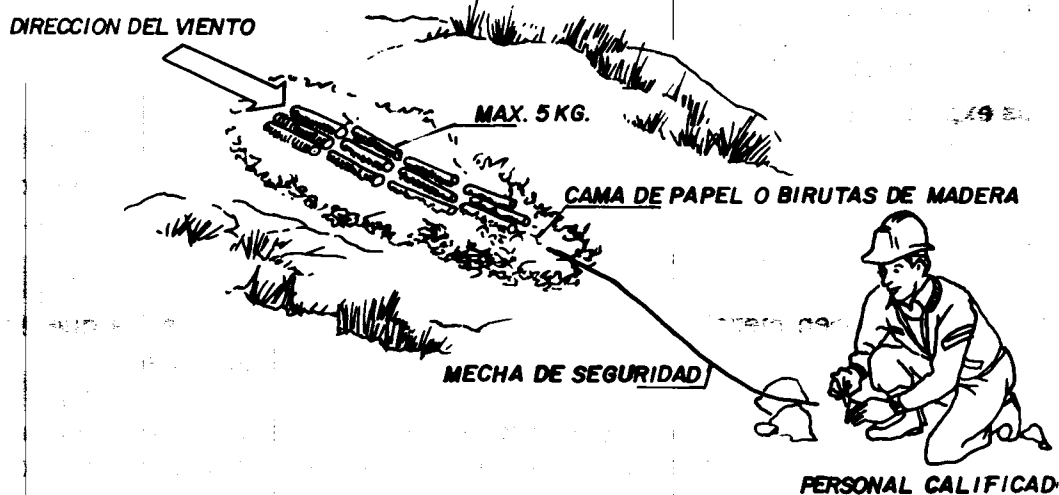 DIRECCION DEL VIENTO
MAX. 5 KG.
CAMA DE PAPEL O BIRUTAS DE MADERA
MECHA DE SEGURIDAD
PERSONAL CALIFICAD